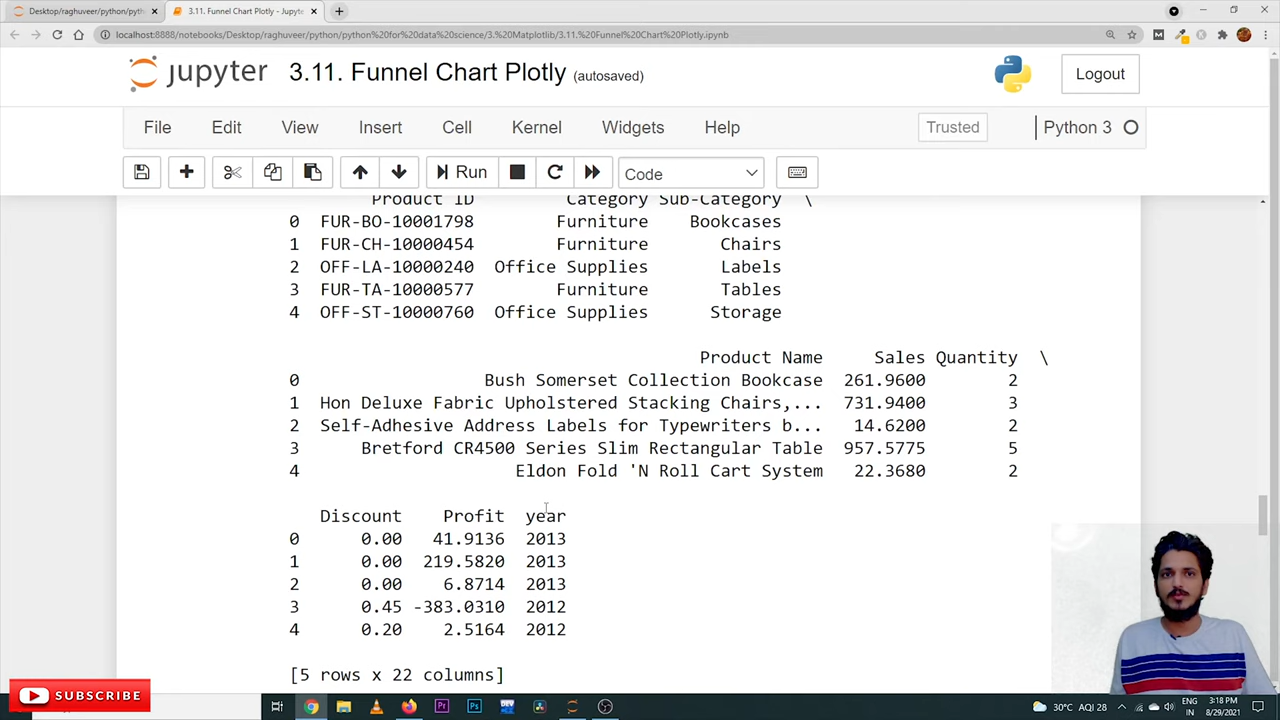 Desktop/raghuveer/python/pyth
3.11. Funnel Chart Plotly - Jupyte
localhost:8888/notebooks/Desktop/raghuveer/python/python%20for%20data%20science/3.%20Matplotlib/3.11.%20Funnel%20Chart%20Plotly.ipynb
jupyter 3.11. Funnel Chart Plotly (autosaved) Logout
File Edit View Insert Cell Kernel Widgets Help Trusted Python 3
Run Code
Product ID Category Sub-Category \
0 FUR-BO-10001798 Furniture Bookcases
1 FUR-CH-10000454 Furniture Chairs
2 OFF-LA-10000240 Office Supplies Labels
3 FUR-TA-10000577 Furniture Tables
4 OFF-ST-10000760 Office Supplies Storage
Product Name Sales Quantity \
0 Bush Somerset Collection Bookcase 261.9600 2
1 Hon Deluxe Fabric Upholstered Stacking Chairs,... 731.9400 3
2 Self-Adhesive Address Labels for Typewriters b... 14.6200 2
3 Bretford CR4500 Series Slim Rectangular Table 957.5775 5
4 Eldon Fold 'N Roll Cart System 22.3680 2
Discount Profit year
0 0.00 41.9136 2013
1 0.00 219.5820 2013
2 0.00 6.8714 2013
3 0.45 -383.0310 2012
4 0.20 2.5164 2012
[5 rows x 22 columns]
SUBSCRIBE
Pr
Ps
30°C AQI 28
ENG
IN
3:18 PM
8/29/2021